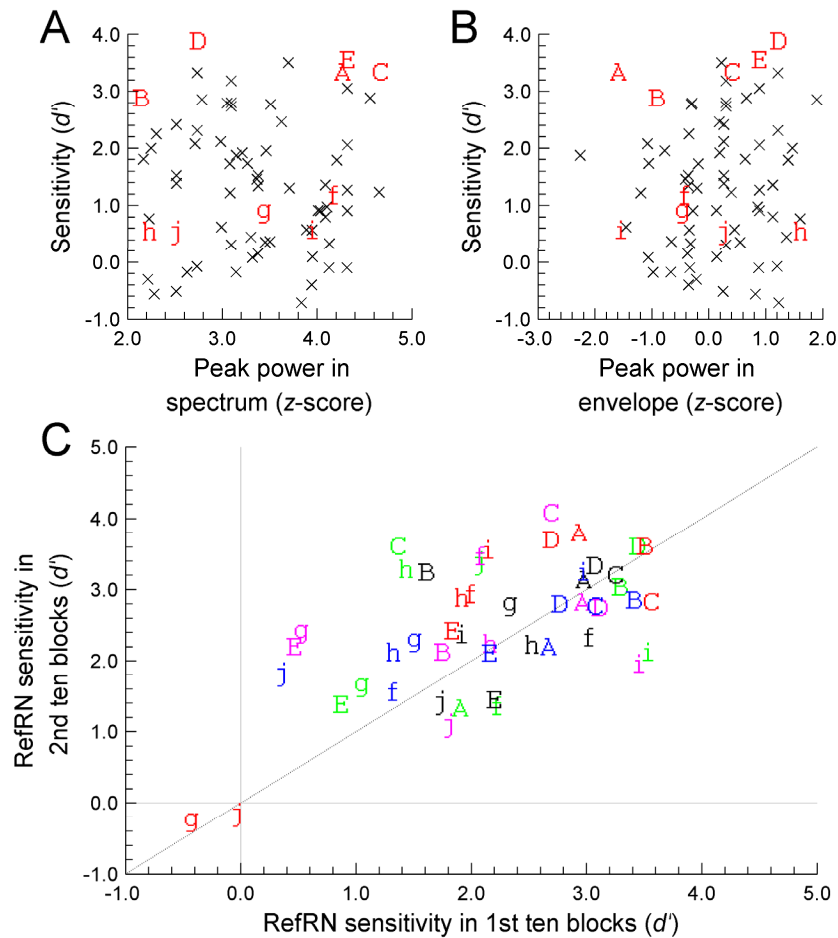 A
B
4.0
3.0
2.0
1.0
0.0
-1.0
Sensitivity (d')
D
E
A
C
B
f
g
h
j
i
2.0 3.0 4.0 5.0
Peak power in
spectrum (z-score)
4.0
3.0
2.0
1.0
0.0
-1.0
Sensitivity (d')
D
E
A
C
B
f
g
i
j
h
-3.0 -2.0 -1.0 0.0 1.0 2.0
Peak power in
envelope (z-score)
C
5.0
4.0
3.0
2.0
1.0
0.0
-1.0
RefRN sensitivity in
2nd ten blocks (d')
C
A
D
i
C
f
D
B
D
h
B
i
C
A
B
h
f
g
D
A
C
C
B
C
g
E
E
j
g
h
B
i
h
E
h
A
f
i
i
j
g
f
E
j
A
E
f
j
g
j
-1.0 0.0 1.0 2.0 3.0 4.0 5.0
RefRN sensitivity in 1st ten blocks (d')